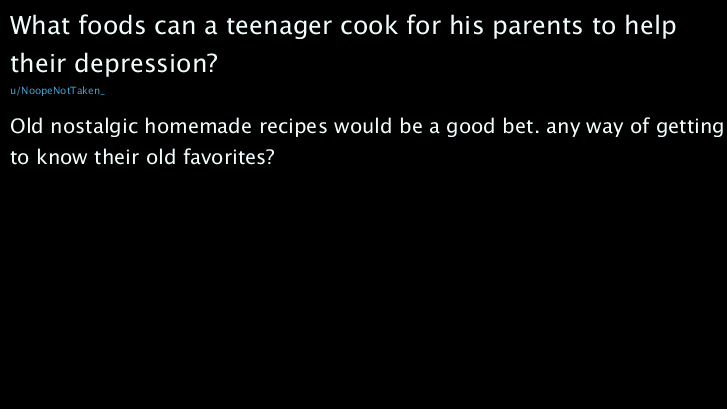 What foods can a teenager cook for his parents to help
their depression?
u/NoopeNotTaken_
Old nostalgic homemade recipes would be a good bet. any way of getting
to know their old favorites?